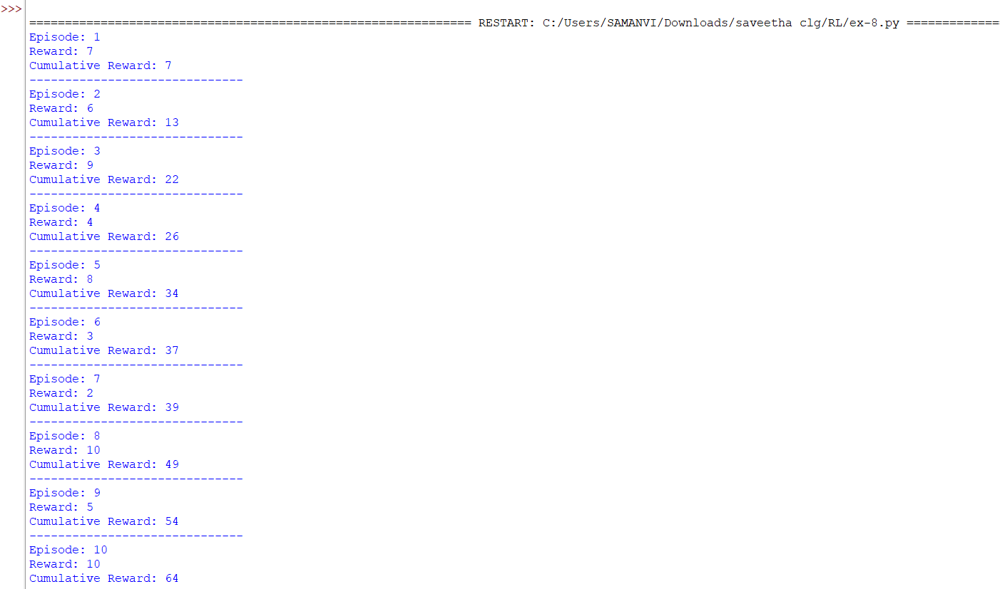 >>>
============================================================== RESTART: C:/Users/SAMANVI/Downloads/saveetha clg/RL/ex-8.py =============
Episode: 1
Reward: 7
Cumulative Reward: 7
------------------------------
Episode: 2
Reward: 6
Cumulative Reward: 13
------------------------------
Episode: 3
Reward: 9
Cumulative Reward: 22
------------------------------
Episode: 4
Reward: 4
Cumulative Reward: 26
------------------------------
Episode: 5
Reward: 8
Cumulative Reward: 34
------------------------------
Episode: 6
Reward: 3
Cumulative Reward: 37
------------------------------
Episode: 7
Reward: 2
Cumulative Reward: 39
------------------------------
Episode: 8
Reward: 10
Cumulative Reward: 49
------------------------------
Episode: 9
Reward: 5
Cumulative Reward: 54
------------------------------
Episode: 10
Reward: 10
Cumulative Reward: 64